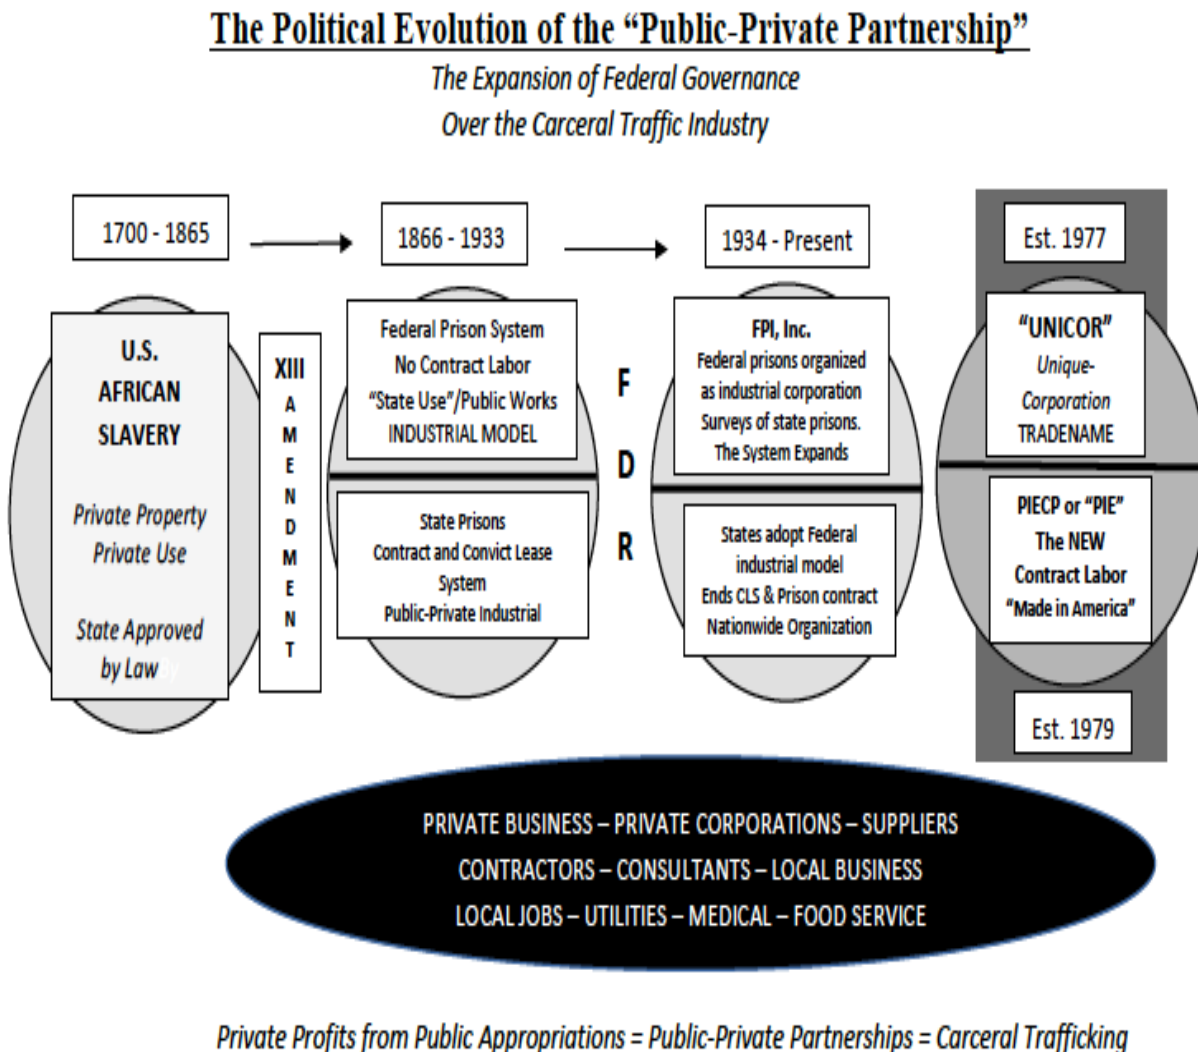 The Political Evolution of the “Public-Private Partnership”
The Expansion of Federal Governance
Over the Carceral Traffic Industry
1700 - 1865
1866 - 1933
1934 - Present
Est. 1977
U.S.
AFRICAN
SLAVERY
Private Property
Private Use
State Approved
by Law
XIII
A
M
E
N
D
M
E
N
T
Federal Prison System
No Contract Labor
“State Use”/Public Works
INDUSTRIAL MODEL
State Prisons
Contract and Convict Lease
System
Public-Private Industrial
F
D
R
FPI, Inc.
Federal prisons organized
as industrial corporation
Surveys of state prisons.
The System Expands
States adopt Federal
industrial model
Ends CLS & Prison contract
Nationwide Organization
“UNICOR”
Unique-
Corporation
TRADENAME
PIECP or “PIE”
The NEW
Contract Labor
“Made in America”
Est. 1979
PRIVATE BUSINESS – PRIVATE CORPORATIONS – SUPPLIERS
CONTRACTORS – CONSULTANTS – LOCAL BUSINESS
LOCAL JOBS – UTILITIES – MEDICAL – FOOD SERVICE
Private Profits from Public Appropriations = Public-Private Partnerships = Carceral Trafficking